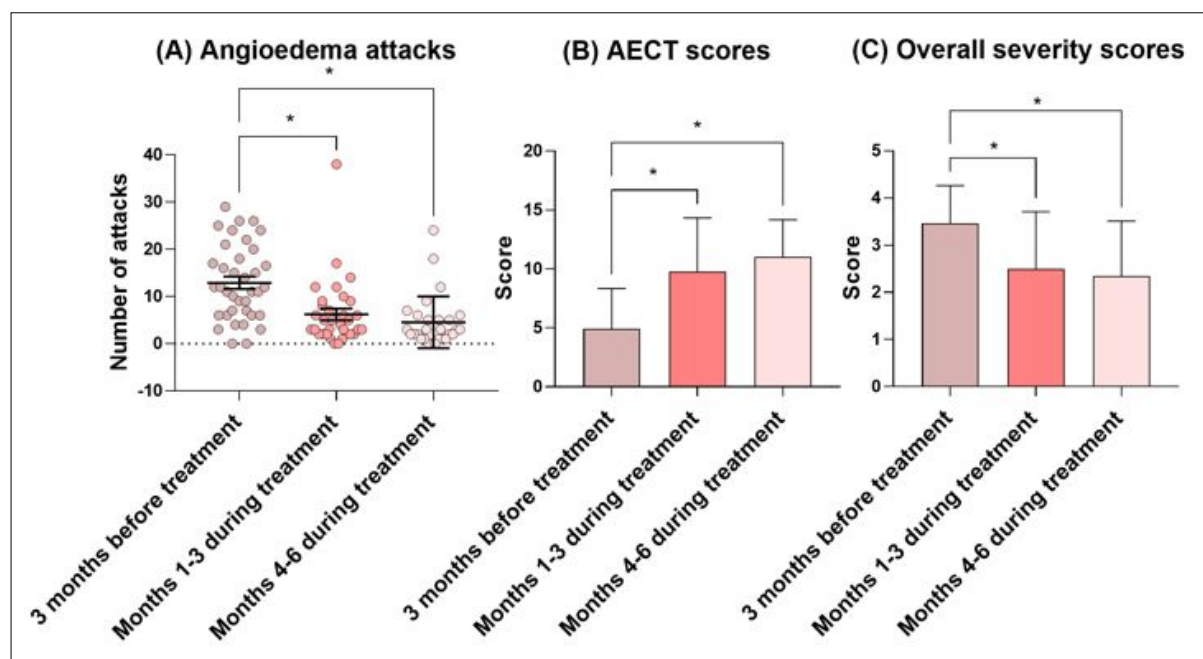 (A) Angioedema attacks
*
*
Number of attacks
40
30
20
10
0
-10
3 months before treatment
Months 1-3 during treatment
Months 4-6 during treatment
(B) AECT scores
*
*
Score
20
15
10
5
0
3 months before treatment
Months 1-3 during treatment
Months 4-6 during treatment
(C) Overall severity scores
*
*
Score
5
4
3
2
1
0
3 months before treatment
Months 1-3 during treatment
Months 4-6 during treatment